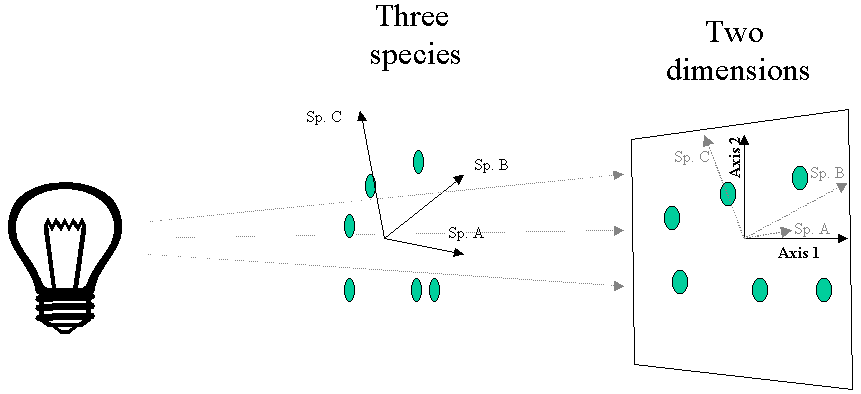 Three
species
Two
dimensions
Sp. C
Sp. B
Sp. A
Sp. C
Axis 2
Sp. B
Sp. A
Axis 1